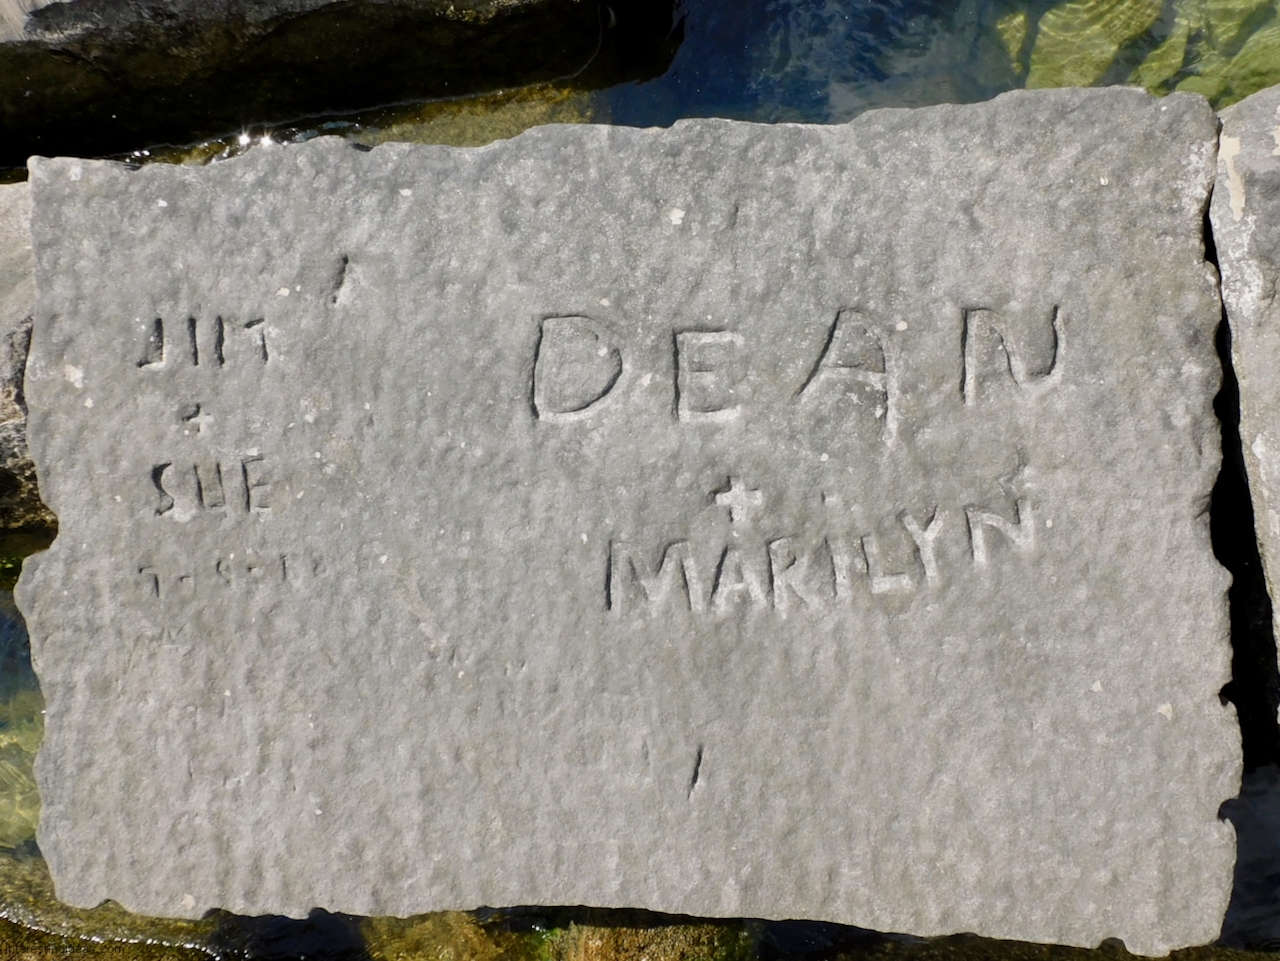 JIM
+
SUE
DEAN
+
MARILYN